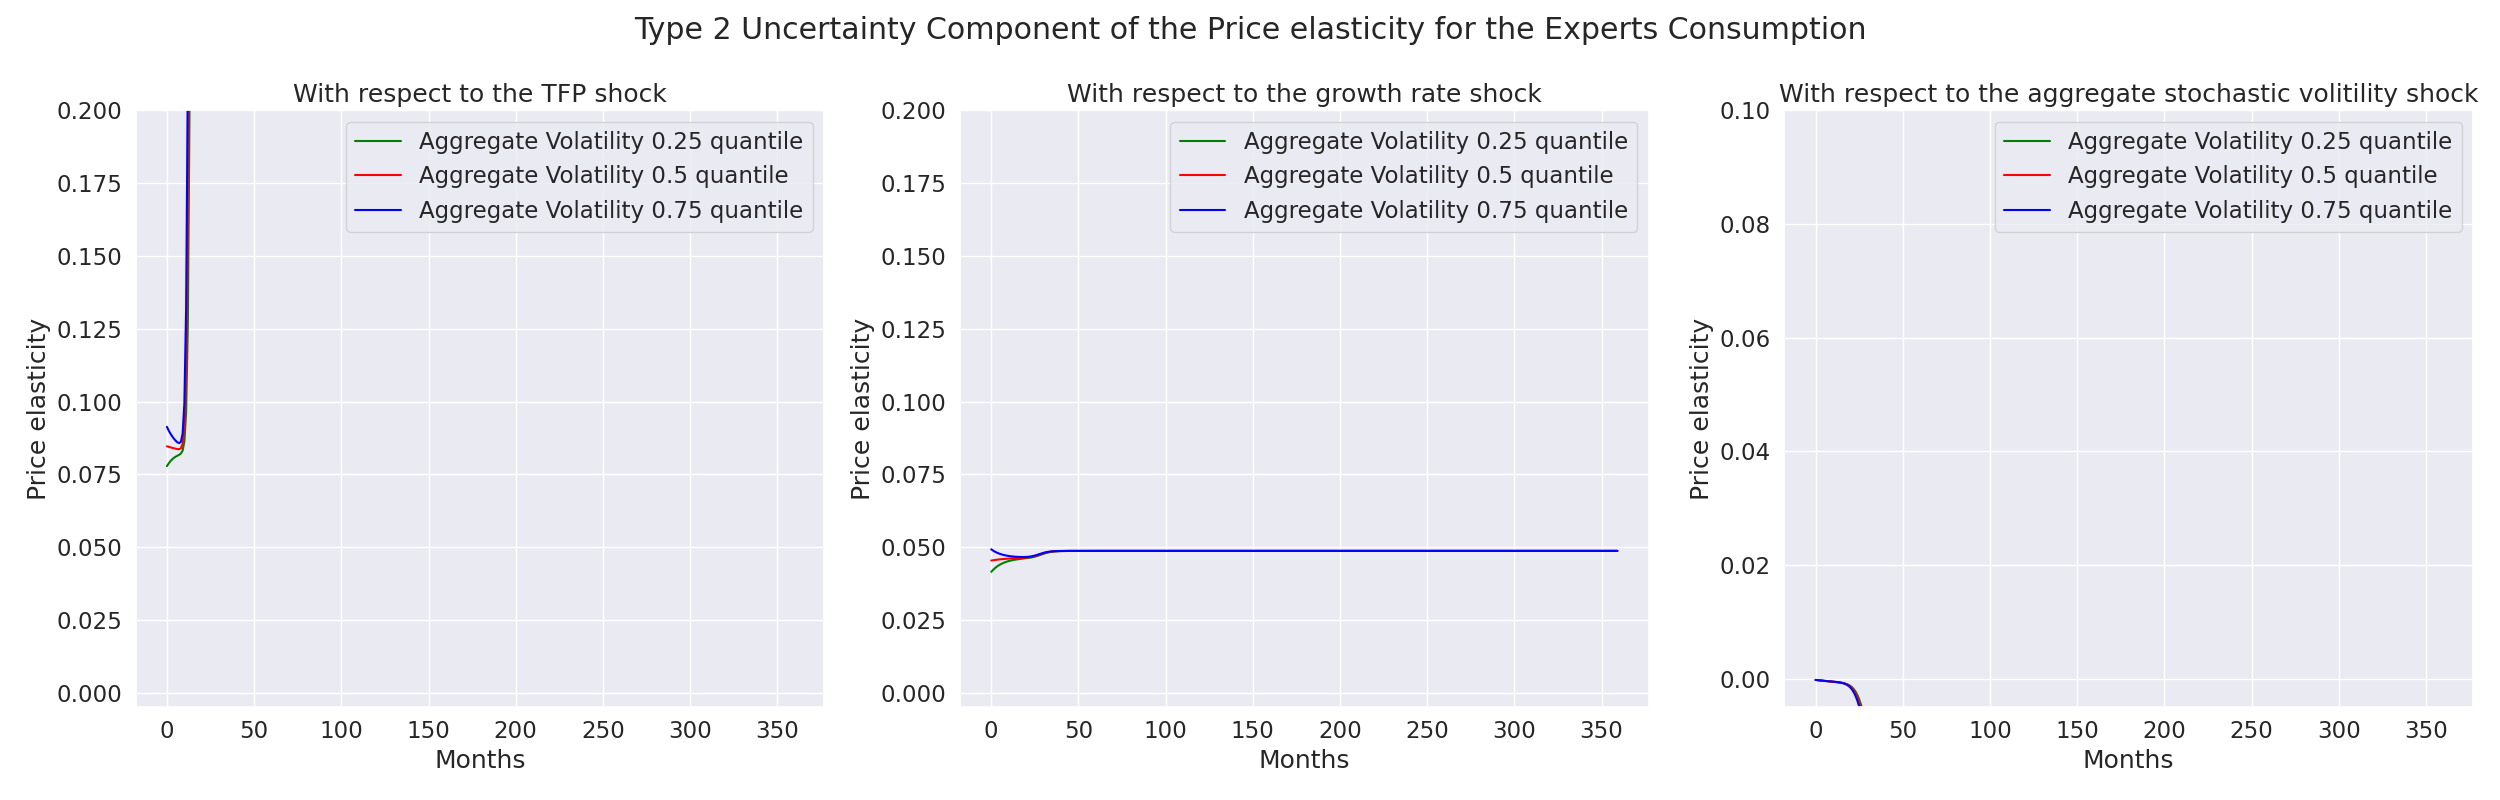 Type 2 Uncertainty Component of the Price elasticity for the Experts Consumption
With respect to the TFP shock
0.200
0.175
0.150
0.125
0.100
0.075
0.050
0.025
0.000
Price elasticity
Aggregate Volatility 0.25 quantile
Aggregate Volatility 0.5 quantile
Aggregate Volatility 0.75 quantile
0 50 100 150 200 250 300 350
Months
With respect to the growth rate shock
0.200
0.175
0.150
0.125
0.100
0.075
0.050
0.025
0.000
Price elasticity
Aggregate Volatility 0.25 quantile
Aggregate Volatility 0.5 quantile
Aggregate Volatility 0.75 quantile
0 50 100 150 200 250 300 350
Months
With respect to the aggregate stochastic volitility shock
0.10
0.08
0.06
0.04
0.02
0.00
Price elasticity
Aggregate Volatility 0.25 quantile
Aggregate Volatility 0.5 quantile
Aggregate Volatility 0.75 quantile
0 50 100 150 200 250 300 350
Months